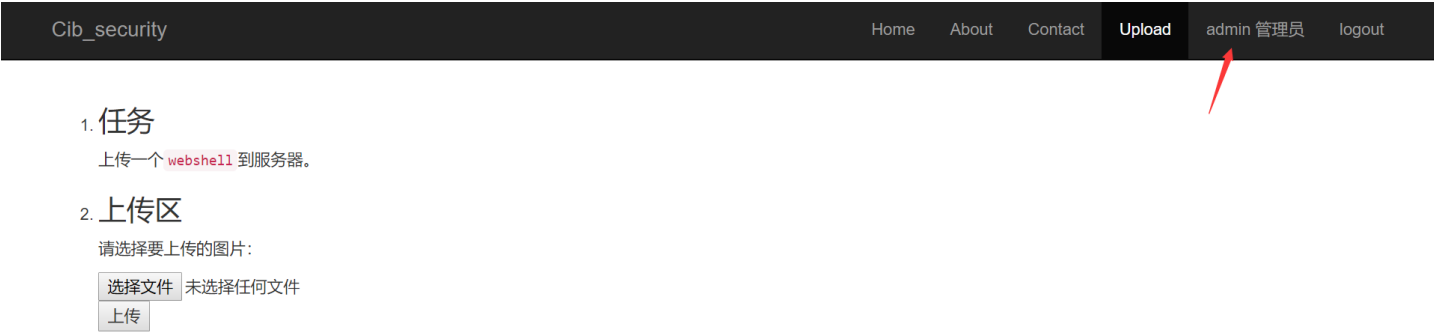 Cib_security Home About Contact Upload admin 管理员 logout
1. 任务
上传一个 webshell 到服务器。
2. 上传区
请选择要上传的图片：
选择文件 未选择任何文件
上传